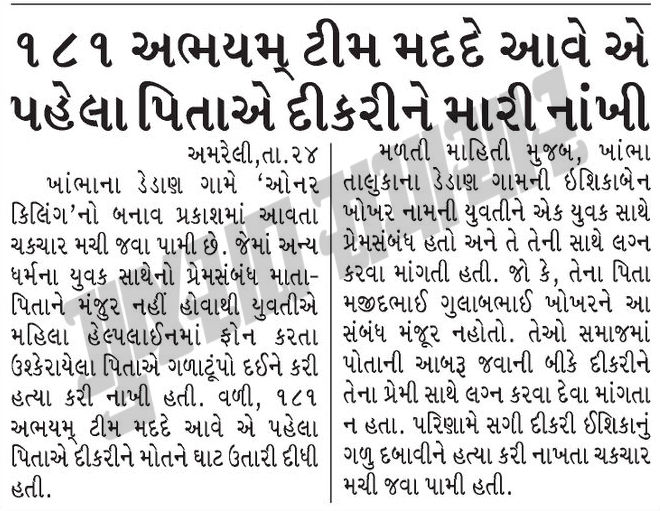 ૧૮૧ અભયમ્ ટીમ મદદે આવે એ
પહેલા પિતાએ દીકરીને મારી નાંખી
અમરેલી,તા.૨૪
ખાંભાના ડેડાણ ગામે ‘ઓનર
કિલિંગ’નો બનાવ પ્રકાશમાં આવતા
ચકચાર મચી જવા પામી છે. જેમાં અન્ય
ધર્મના યુવક સાથેનો પ્રેમસંબંધ માતા-
પિતાને મંજુર નહીં હોવાથી યુવતીએ
મહિલા હેલ્પલાઈનમાં ફોન કરતા
ઉશ્કેરાયેલા પિતાએ ગળાટૂંપો દઈને કરી
હત્યા કરી નાખી હતી. વળી, ૧૮૧
અભયમ્ ટીમ મદદે આવે એ પહેલા
પિતાએ દીકરીને મોતને ઘાટ ઉતારી દીધી
હતી.
મળતી માહિતી મુજબ, ખાંભા
તાલુકાના ડેડાણ ગામની ઇશિકાબેન
ખોખર નામની યુવતીને એક યુવક સાથે
પ્રેમસંબંધ હતો અને તે તેની સાથે લગ્ન
કરવા માંગતી હતી. જો કે, તેના પિતા
મજીદભાઈ ગુલાબભાઈ ખોખરને આ
સંબંધ મંજૂર નહોતો. તેઓ સમાજમાં
પોતાની આબરૂ જવાની બીકે દીકરીને
તેના પ્રેમી સાથે લગ્ન કરવા દેવા માંગતા
ન હતા. પરિણામે સગી દીકરી ઈશિકાનું
ગળુ દબાવીને હત્યા કરી નાખતા ચકચાર
મચી જવા પામી હતી.
ગુજરાત સમાચાર